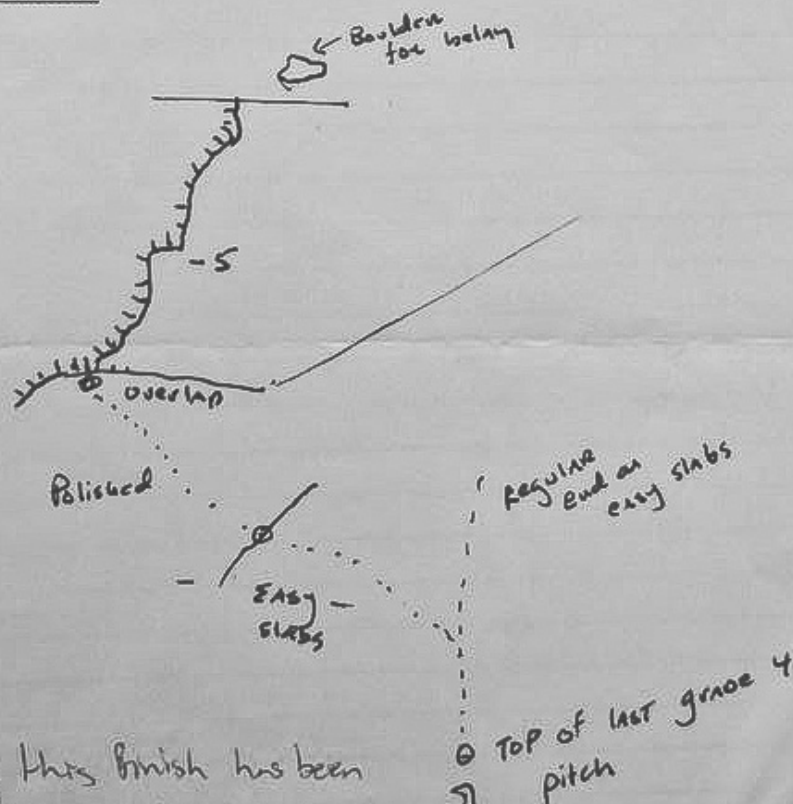 Boulder
for belay
- 5
overlap
Polished
Regular
end on
easy slabs
EASY
SLABS
TOP of LAST grade 4
pitch
this finish has been